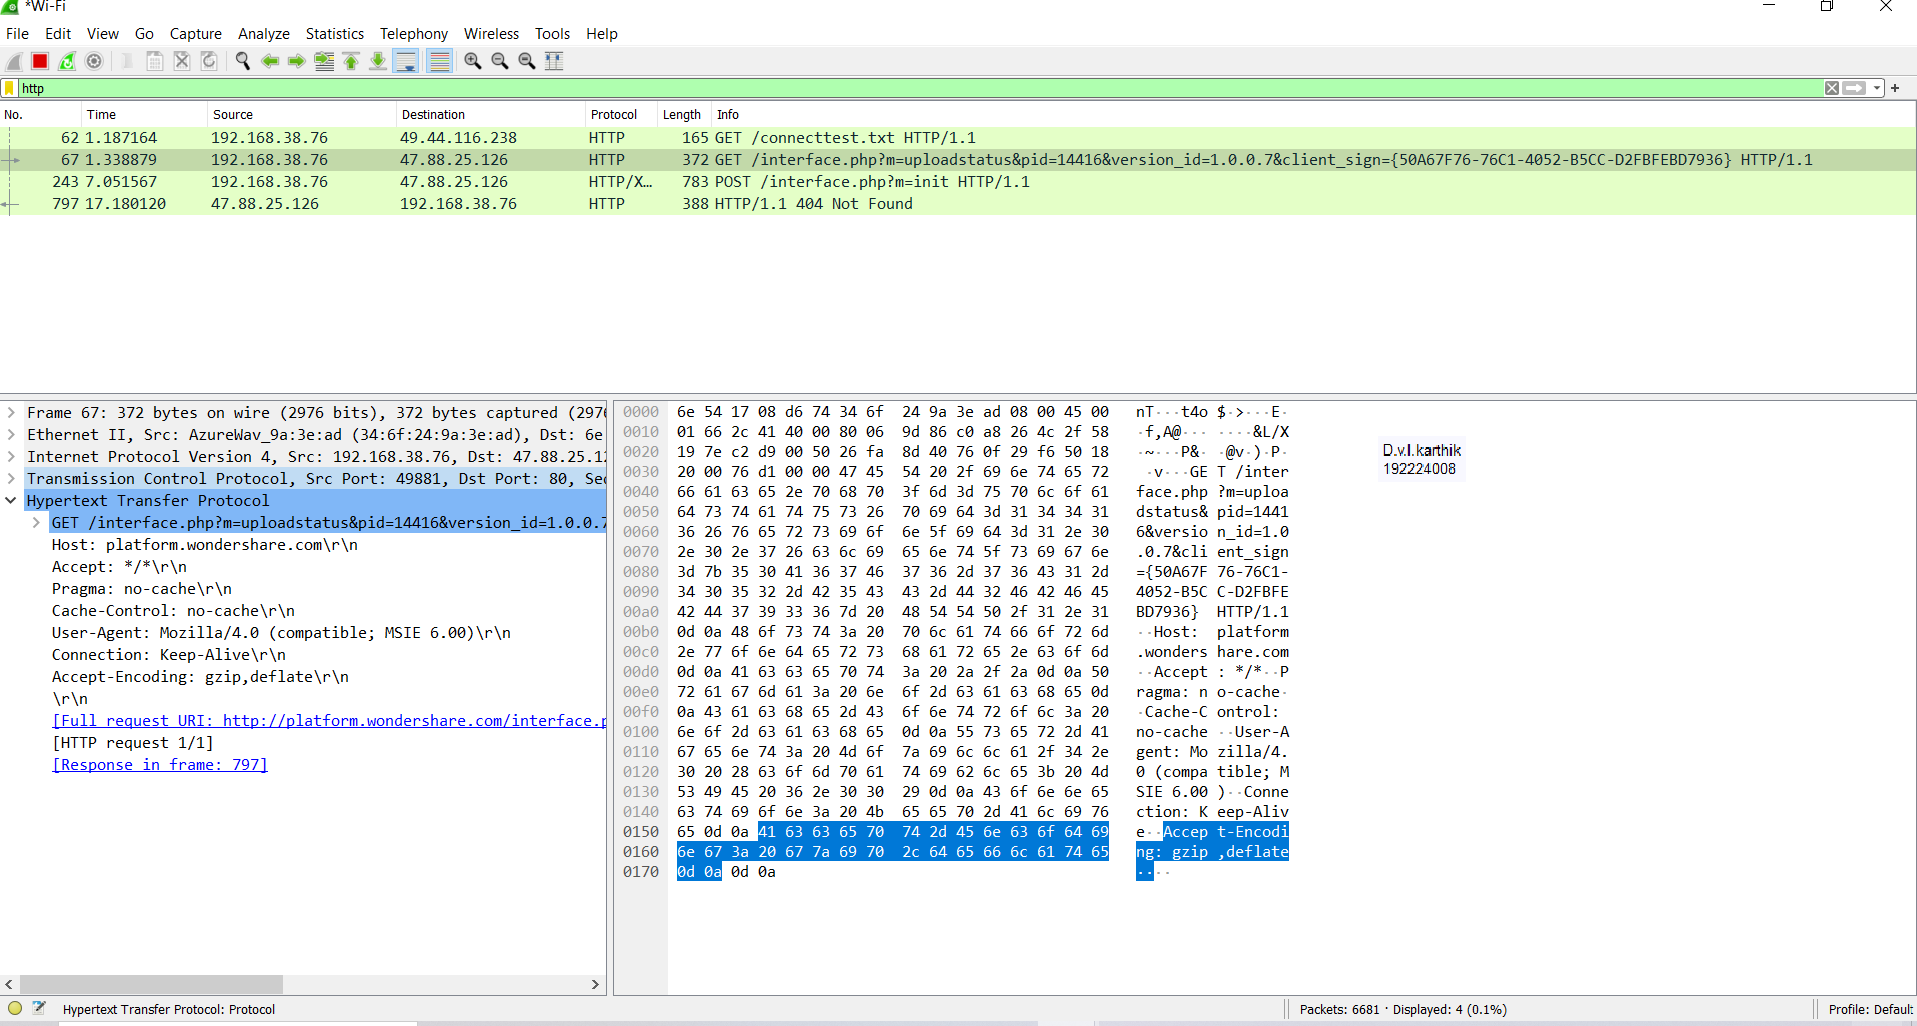 *Wi-Fi
File Edit View Go Capture Analyze Statistics Telephony Wireless Tools Help
http
No. Time Source Destination Protocol Length Info
62 1.187164 192.168.38.76 49.44.116.238 HTTP 165 GET /connecttest.txt HTTP/1.1
67 1.338879 192.168.38.76 47.88.25.126 HTTP 372 GET /interface.php?m=uploadstatus&pid=14416&version_id=1.0.0.7&client_sign={50A67F76-76C1-4052-B5CC-D2FBFEBD7936} HTTP/1.1
243 7.051567 192.168.38.76 47.88.25.126 HTTP/X… 783 POST /interface.php?m=init HTTP/1.1
797 17.180120 47.88.25.126 192.168.38.76 HTTP 388 HTTP/1.1 404 Not Found
Frame 67: 372 bytes on wire (2976 bits), 372 bytes captured (297
Ethernet II, Src: AzureWav_9a:3e:ad (34:6f:24:9a:3e:ad), Dst: 6e
Internet Protocol Version 4, Src: 192.168.38.76, Dst: 47.88.25.12
Transmission Control Protocol, Src Port: 49881, Dst Port: 80, Sec
Hypertext Transfer Protocol
GET /interface.php?m=uploadstatus&pid=14416&version_id=1.0.0.7
Host: platform.wondershare.com\r\n
Accept: */*\r\n
Pragma: no-cache\r\n
Cache-Control: no-cache\r\n
User-Agent: Mozilla/4.0 (compatible; MSIE 6.00)\r\n
Connection: Keep-Alive\r\n
Accept-Encoding: gzip,deflate\r\n
\r\n
[Full request URI: http://platform.wondershare.com/interface.p
[HTTP request 1/1]
[Response in frame: 797]
0000 6e 54 17 08 d6 74 34 6f 24 9a 3e ad 08 00 45 00 nT···t4o $·>···E·
0010 01 66 2c 41 40 00 80 06 9d 86 c0 a8 26 4c 2f 58 ·f,A@··· ····&L/X
0020 19 7e c2 d9 00 50 26 fa 8d 40 76 0f 29 f6 50 18 ·~···P&· ·@v·)·P·
0030 20 00 76 d1 00 00 47 45 54 20 2f 69 6e 74 65 72 ·v···GE T /inter
0040 66 61 63 65 2e 70 68 70 3f 6d 3d 75 70 6c 6f 61 face.php ?m=uploa
0050 64 73 74 61 74 75 73 26 70 69 64 3d 31 34 34 31 dstatus& pid=1441
0060 36 26 76 65 72 73 69 6f 6e 5f 69 64 3d 31 2e 30 6&versio n_id=1.0
0070 2e 30 2e 37 26 63 6c 69 65 6e 74 5f 73 69 67 6e .0.7&cli ent_sign
0080 3d 7b 35 30 41 36 37 46 37 36 2d 37 36 43 31 2d ={50A67F 76-76C1-
0090 34 30 35 32 2d 42 35 43 43 2d 44 32 46 42 46 45 4052-B5C C-D2FBFE
00a0 42 44 37 39 33 36 7d 20 48 54 54 50 2f 31 2e 31 BD7936} HTTP/1.1
00b0 0d 0a 48 6f 73 74 3a 20 70 6c 61 74 66 6f 72 6d ··Host: platform
00c0 2e 77 6f 6e 64 65 72 73 68 61 72 65 2e 63 6f 6d .wonders hare.com
00d0 0d 0a 41 63 63 65 70 74 3a 20 2a 2f 2a 0d 0a 50 ··Accept : */*··P
00e0 72 61 67 6d 61 3a 20 6e 6f 2d 63 61 63 68 65 0d ragma: n o-cache·
00f0 0a 43 61 63 68 65 2d 43 6f 6e 74 72 6f 6c 3a 20 ·Cache-C ontrol:
0100 6e 6f 2d 63 61 63 68 65 0d 0a 55 73 65 72 2d 41 no-cache ··User-A
0110 67 65 6e 74 3a 20 4d 6f 7a 69 6c 6c 61 2f 34 2e gent: Mo zilla/4.
0120 30 20 28 63 6f 6d 70 61 74 69 62 6c 65 3b 20 4d 0 (compa tible; M
0130 53 49 45 20 36 2e 30 30 29 0d 0a 43 6f 6e 6e 65 SIE 6.00 )··Conne
0140 63 74 69 6f 6e 3a 20 4b 65 65 70 2d 41 6c 69 76 ction: K eep-Aliv
0150 65 0d 0a 41 63 63 65 70 74 2d 45 6e 63 6f 64 69 e··Accep t-Encodi
0160 6e 67 3a 20 67 7a 69 70 2c 64 65 66 6c 61 74 65 ng: gzip ,deflate
0170 0d 0a 0d 0a ····
D.v.l.karthik
192224008
Hypertext Transfer Protocol: Protocol
Packets: 6681 · Displayed: 4 (0.1%)
Profile: Default